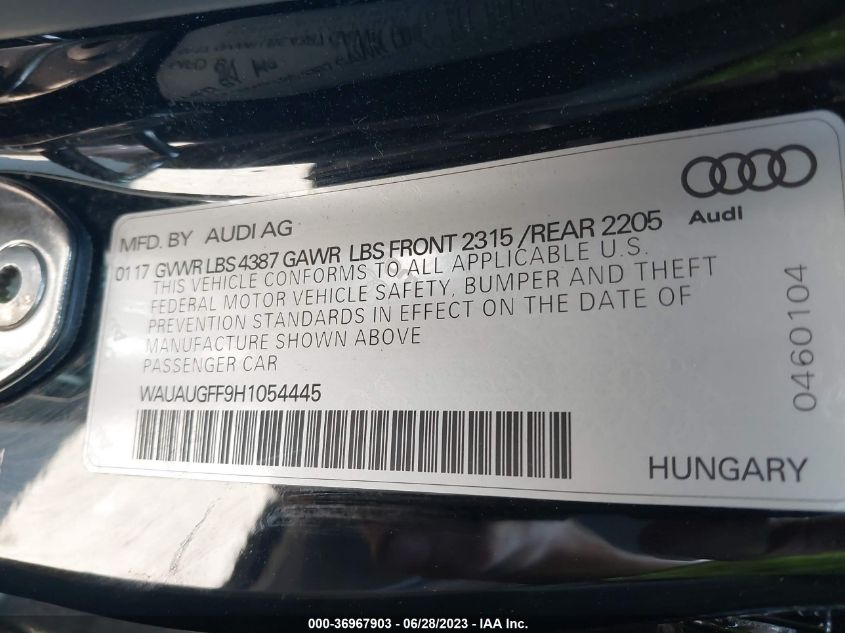 Audi
MFD. BY AUDI AG
01 17 GVWR LBS 4387 GAWR LBS FRONT 2315 /REAR 2205
THIS VEHICLE CONFORMS TO ALL APPLICABLE U.S.
FEDERAL MOTOR VEHICLE SAFETY, BUMPER AND THEFT
PREVENTION STANDARDS IN EFFECT ON THE DATE OF
MANUFACTURE SHOWN ABOVE
PASSENGER CAR
WAUAUGFF9H1054445
0460104
HUNGARY
000-36967903 / 06/28/2023 - IAA Inc.